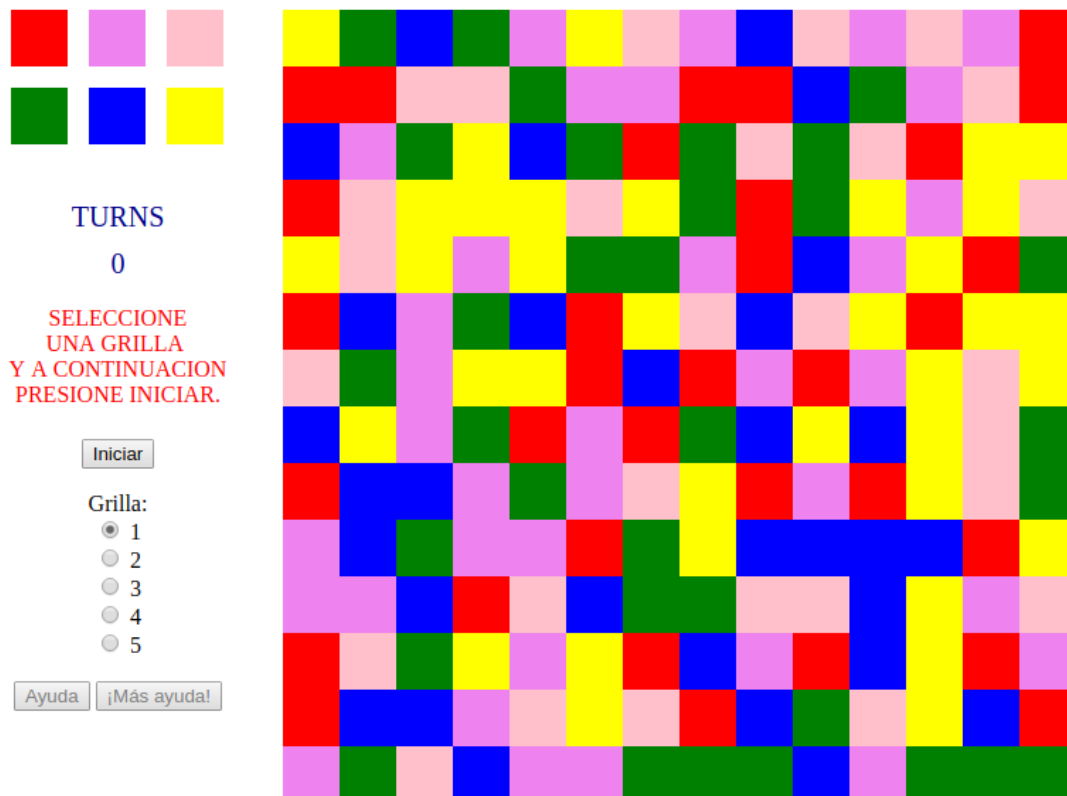 TURNS
0
SELECCIONE
UNA GRILLA
Y A CONTINUACION
PRESIONE INICIAR.
Iniciar
Grilla:
1
2
3
4
5
Ayuda ¡Más ayuda!